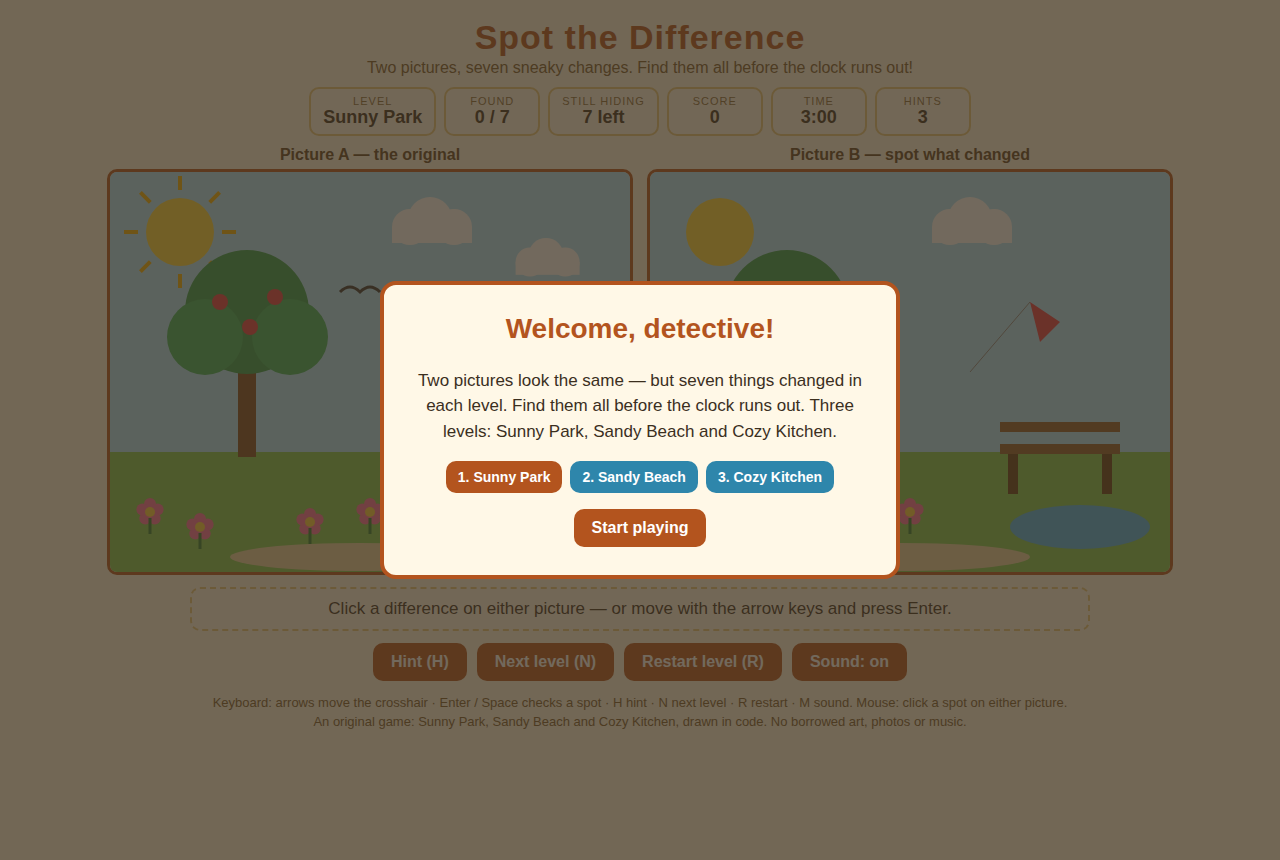 Spot the Difference
Two pictures, seven sneaky changes. Find them all before the clock runs out!
LEVEL
Sunny Park
FOUND
0 / 7
STILL HIDING
7 left
SCORE
0
TIME
3:00
HINTS
3
Picture A — the original
Picture B — spot what changed
Welcome, detective!
Two pictures look the same — but seven things changed in
each level. Find them all before the clock runs out. Three
levels: Sunny Park, Sandy Beach and Cozy Kitchen.
1. Sunny Park
2. Sandy Beach
3. Cozy Kitchen
Start playing
Click a difference on either picture — or move with the arrow keys and press Enter.
Hint (H)
Next level (N)
Restart level (R)
Sound: on
Keyboard: arrows move the crosshair · Enter / Space checks a spot · H hint · N next level · R restart · M sound. Mouse: click a spot on either picture.
An original game: Sunny Park, Sandy Beach and Cozy Kitchen, drawn in code. No borrowed art, photos or music.